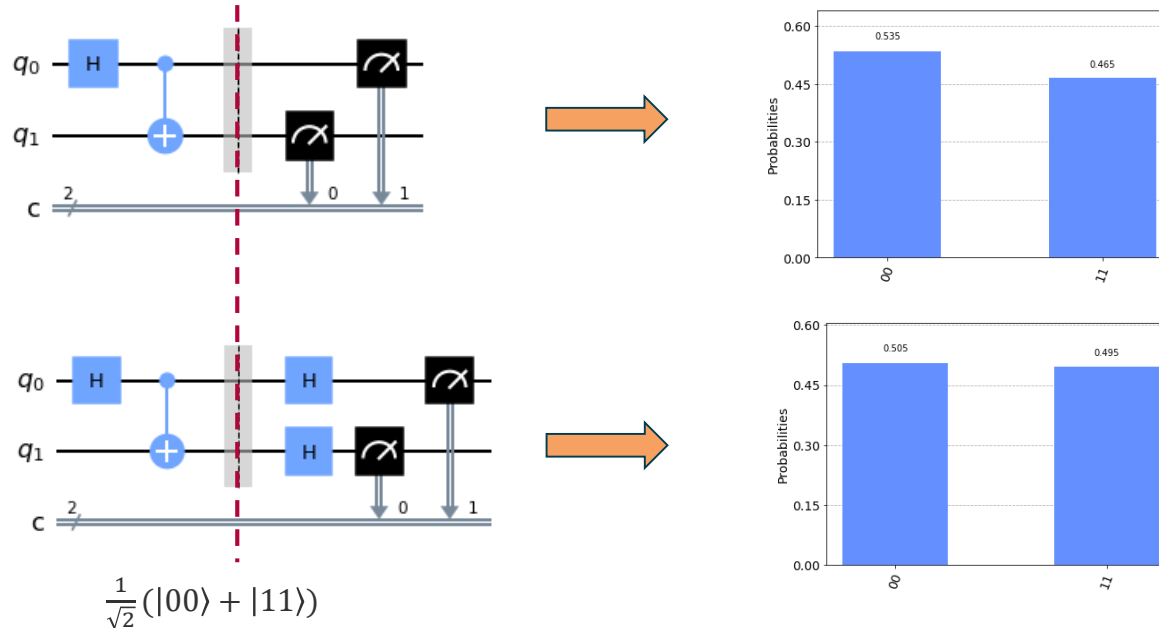 q₀ H
q₁
0 1
2
c
0.60
0.45
0.30
0.15
0.00
Probabilities
0.535
0.465
00 11
q₀ H H
q₁ H
0 1
2
c
0.60
0.45
0.30
0.15
0.00
Probabilities
0.505
0.495
00 11
1/√2 (|00⟩ + |11⟩)